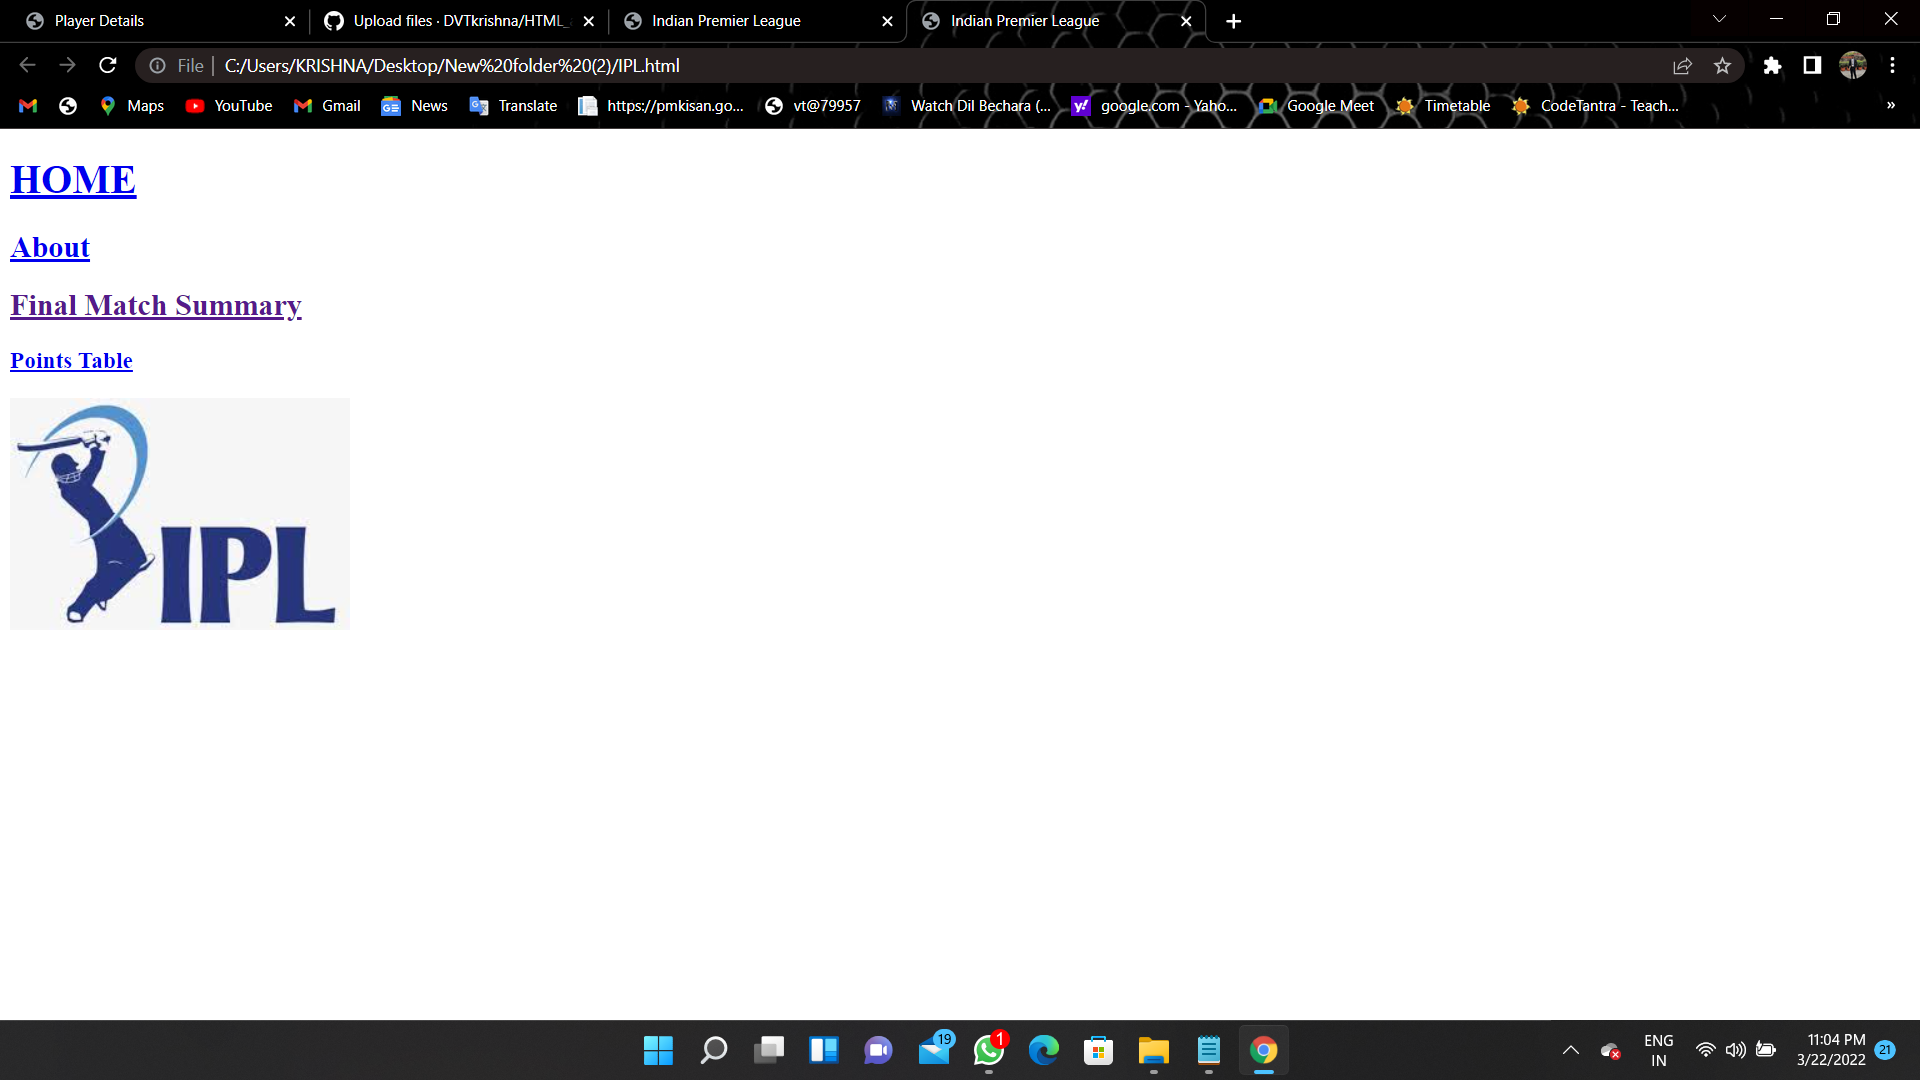 Player Details
Upload files · DVTkrishna/HTML_
Indian Premier League
Indian Premier League
File
C:/Users/KRISHNA/Desktop/New%20folder%20(2)/IPL.html
Maps
YouTube
Gmail
News
Translate
https://pmkisan.go...
vt@79957
Watch Dil Bechara (...
google.com - Yaho...
Google Meet
Timetable
CodeTantra - Teach...
»
HOME
About
Final Match Summary
Points Table
IPL
19
1
ENG
IN
11:04 PM
3/22/2022
21